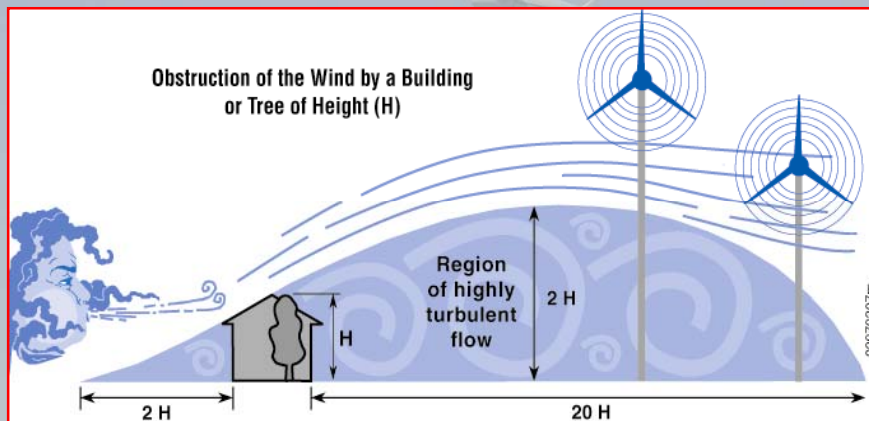 Obstruction of the Wind by a Building
or Tree of Height (H)
Region
of highly
turbulent
flow
2 H
H
2 H
20 H